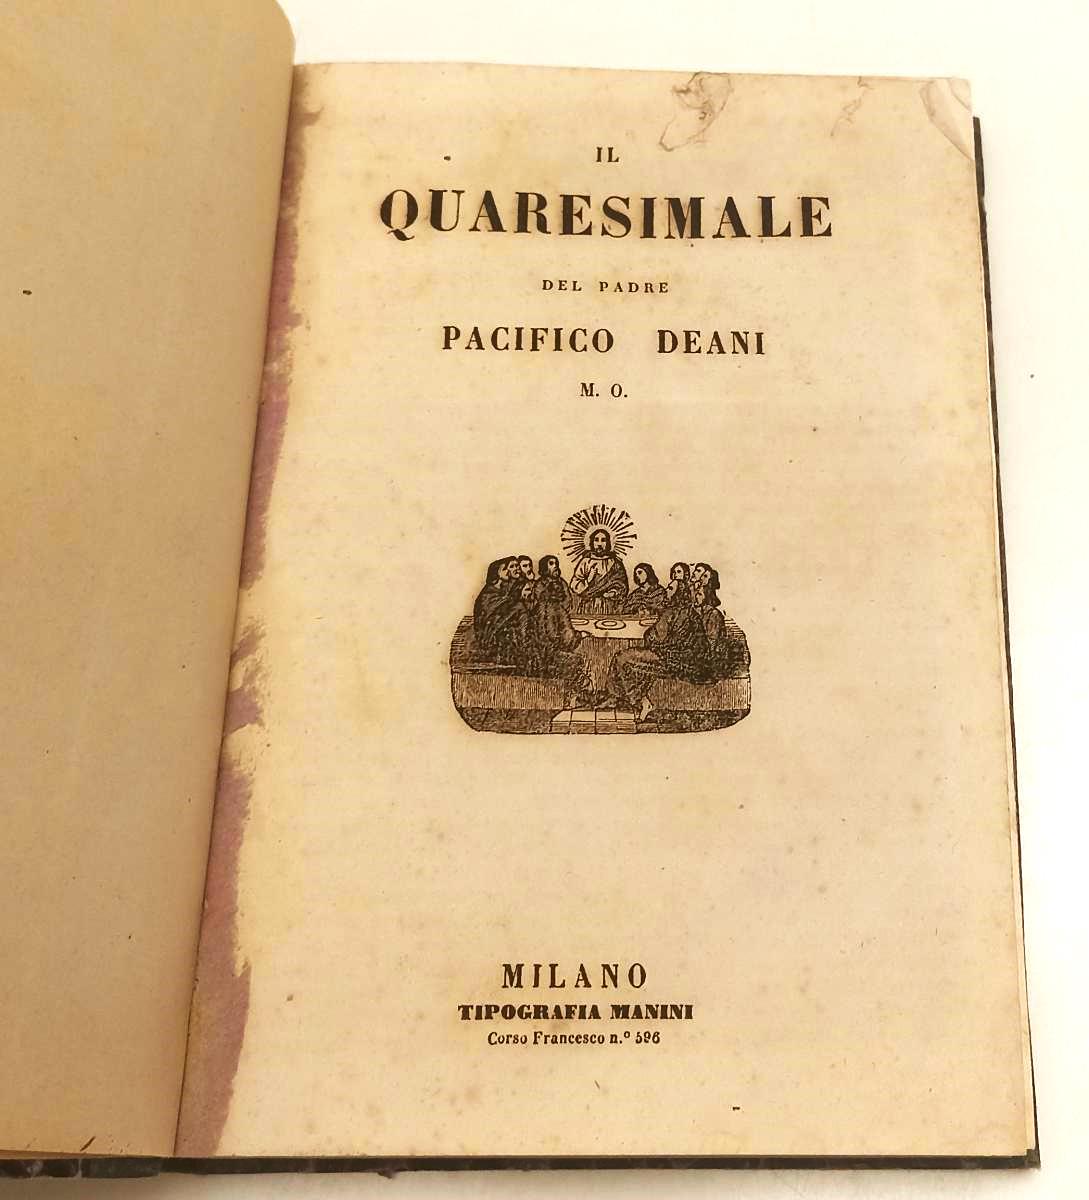 IL
QUARESIMALE
DEL PADRE
PACIFICO DEANI
M. O.
MILANO
TIPOGRAFIA MANINI
Corso Francesco n.º 596